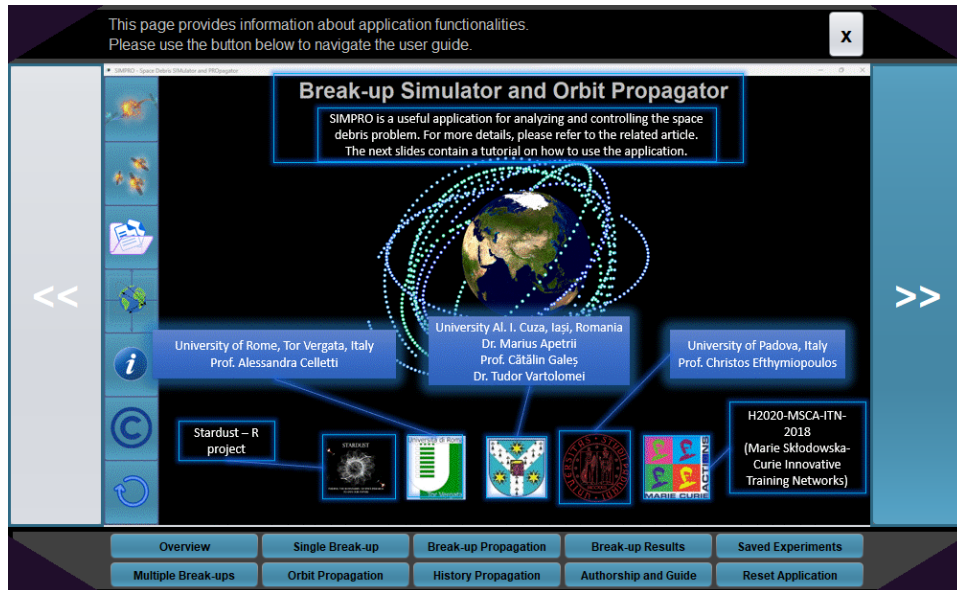 This page provides information about application functionalities.
Please use the button below to navigate the user guide.
x
SIMPRO - Space Debris SIMulator and PROpagator
Break-up Simulator and Orbit Propagator
SIMPRO is a useful application for analyzing and controlling the space
debris problem. For more details, please refer to the related article.
The next slides contain a tutorial on how to use the application.
<<
>>
University of Rome, Tor Vergata, Italy
Prof. Alessandra Celletti
University Al. I. Cuza, Iași, Romania
Dr. Marius Apetrii
Prof. Cătălin Galeș
Dr. Tudor Vartolomei
University of Padova, Italy
Prof. Christos Efthymiopoulos
Stardust – R
project
STARDUST
Università di Roma
Tor Vergata
MARIE CURIE
ACTIONS
H2020-MSCA-ITN-
2018
(Marie Skłodowska-
Curie Innovative
Training Networks)
Overview
Single Break-up
Break-up Propagation
Break-up Results
Saved Experiments
Multiple Break-ups
Orbit Propagation
History Propagation
Authorship and Guide
Reset Application